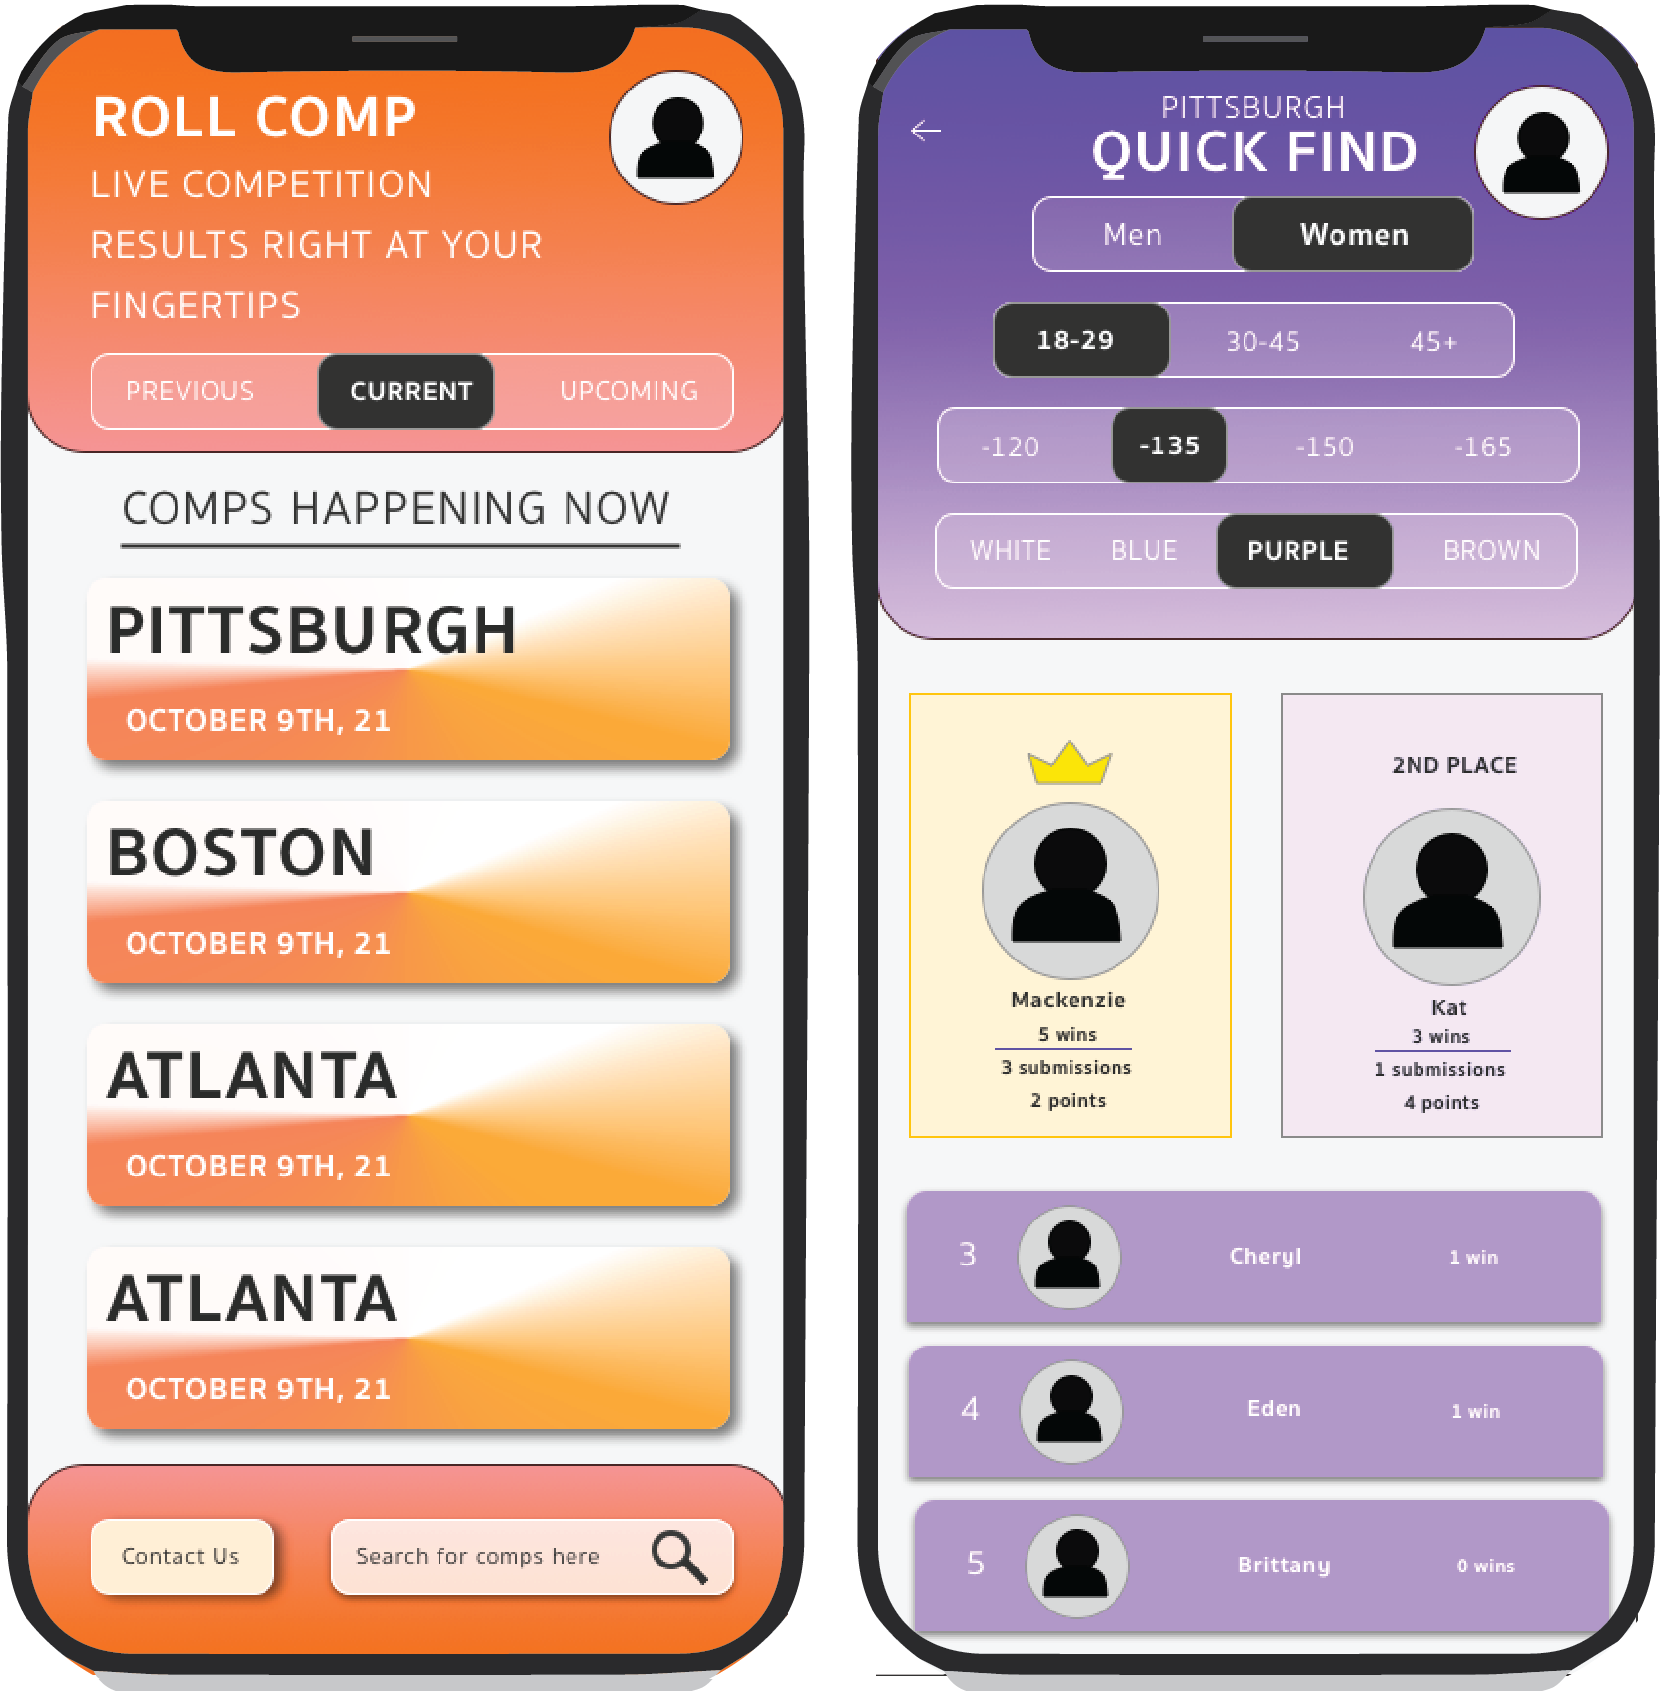 ROLL COMP
LIVE COMPETITION
RESULTS RIGHT AT YOUR
FINGERTIPS
PREVIOUS CURRENT UPCOMING
COMPS HAPPENING NOW
PITTSBURGH
OCTOBER 9TH, 21
BOSTON
OCTOBER 9TH, 21
ATLANTA
OCTOBER 9TH, 21
ATLANTA
OCTOBER 9TH, 21
Contact Us
Search for comps here
PITTSBURGH
QUICK FIND
Men Women
18-29 30-45 45+
-120 -135 -150 -165
WHITE BLUE PURPLE BROWN
Mackenzie
5 wins
3 submissions
2 points
2ND PLACE
Kat
3 wins
1 submissions
4 points
3 Cheryl 1 win
4 Eden 1 win
5 Brittany 0 wins